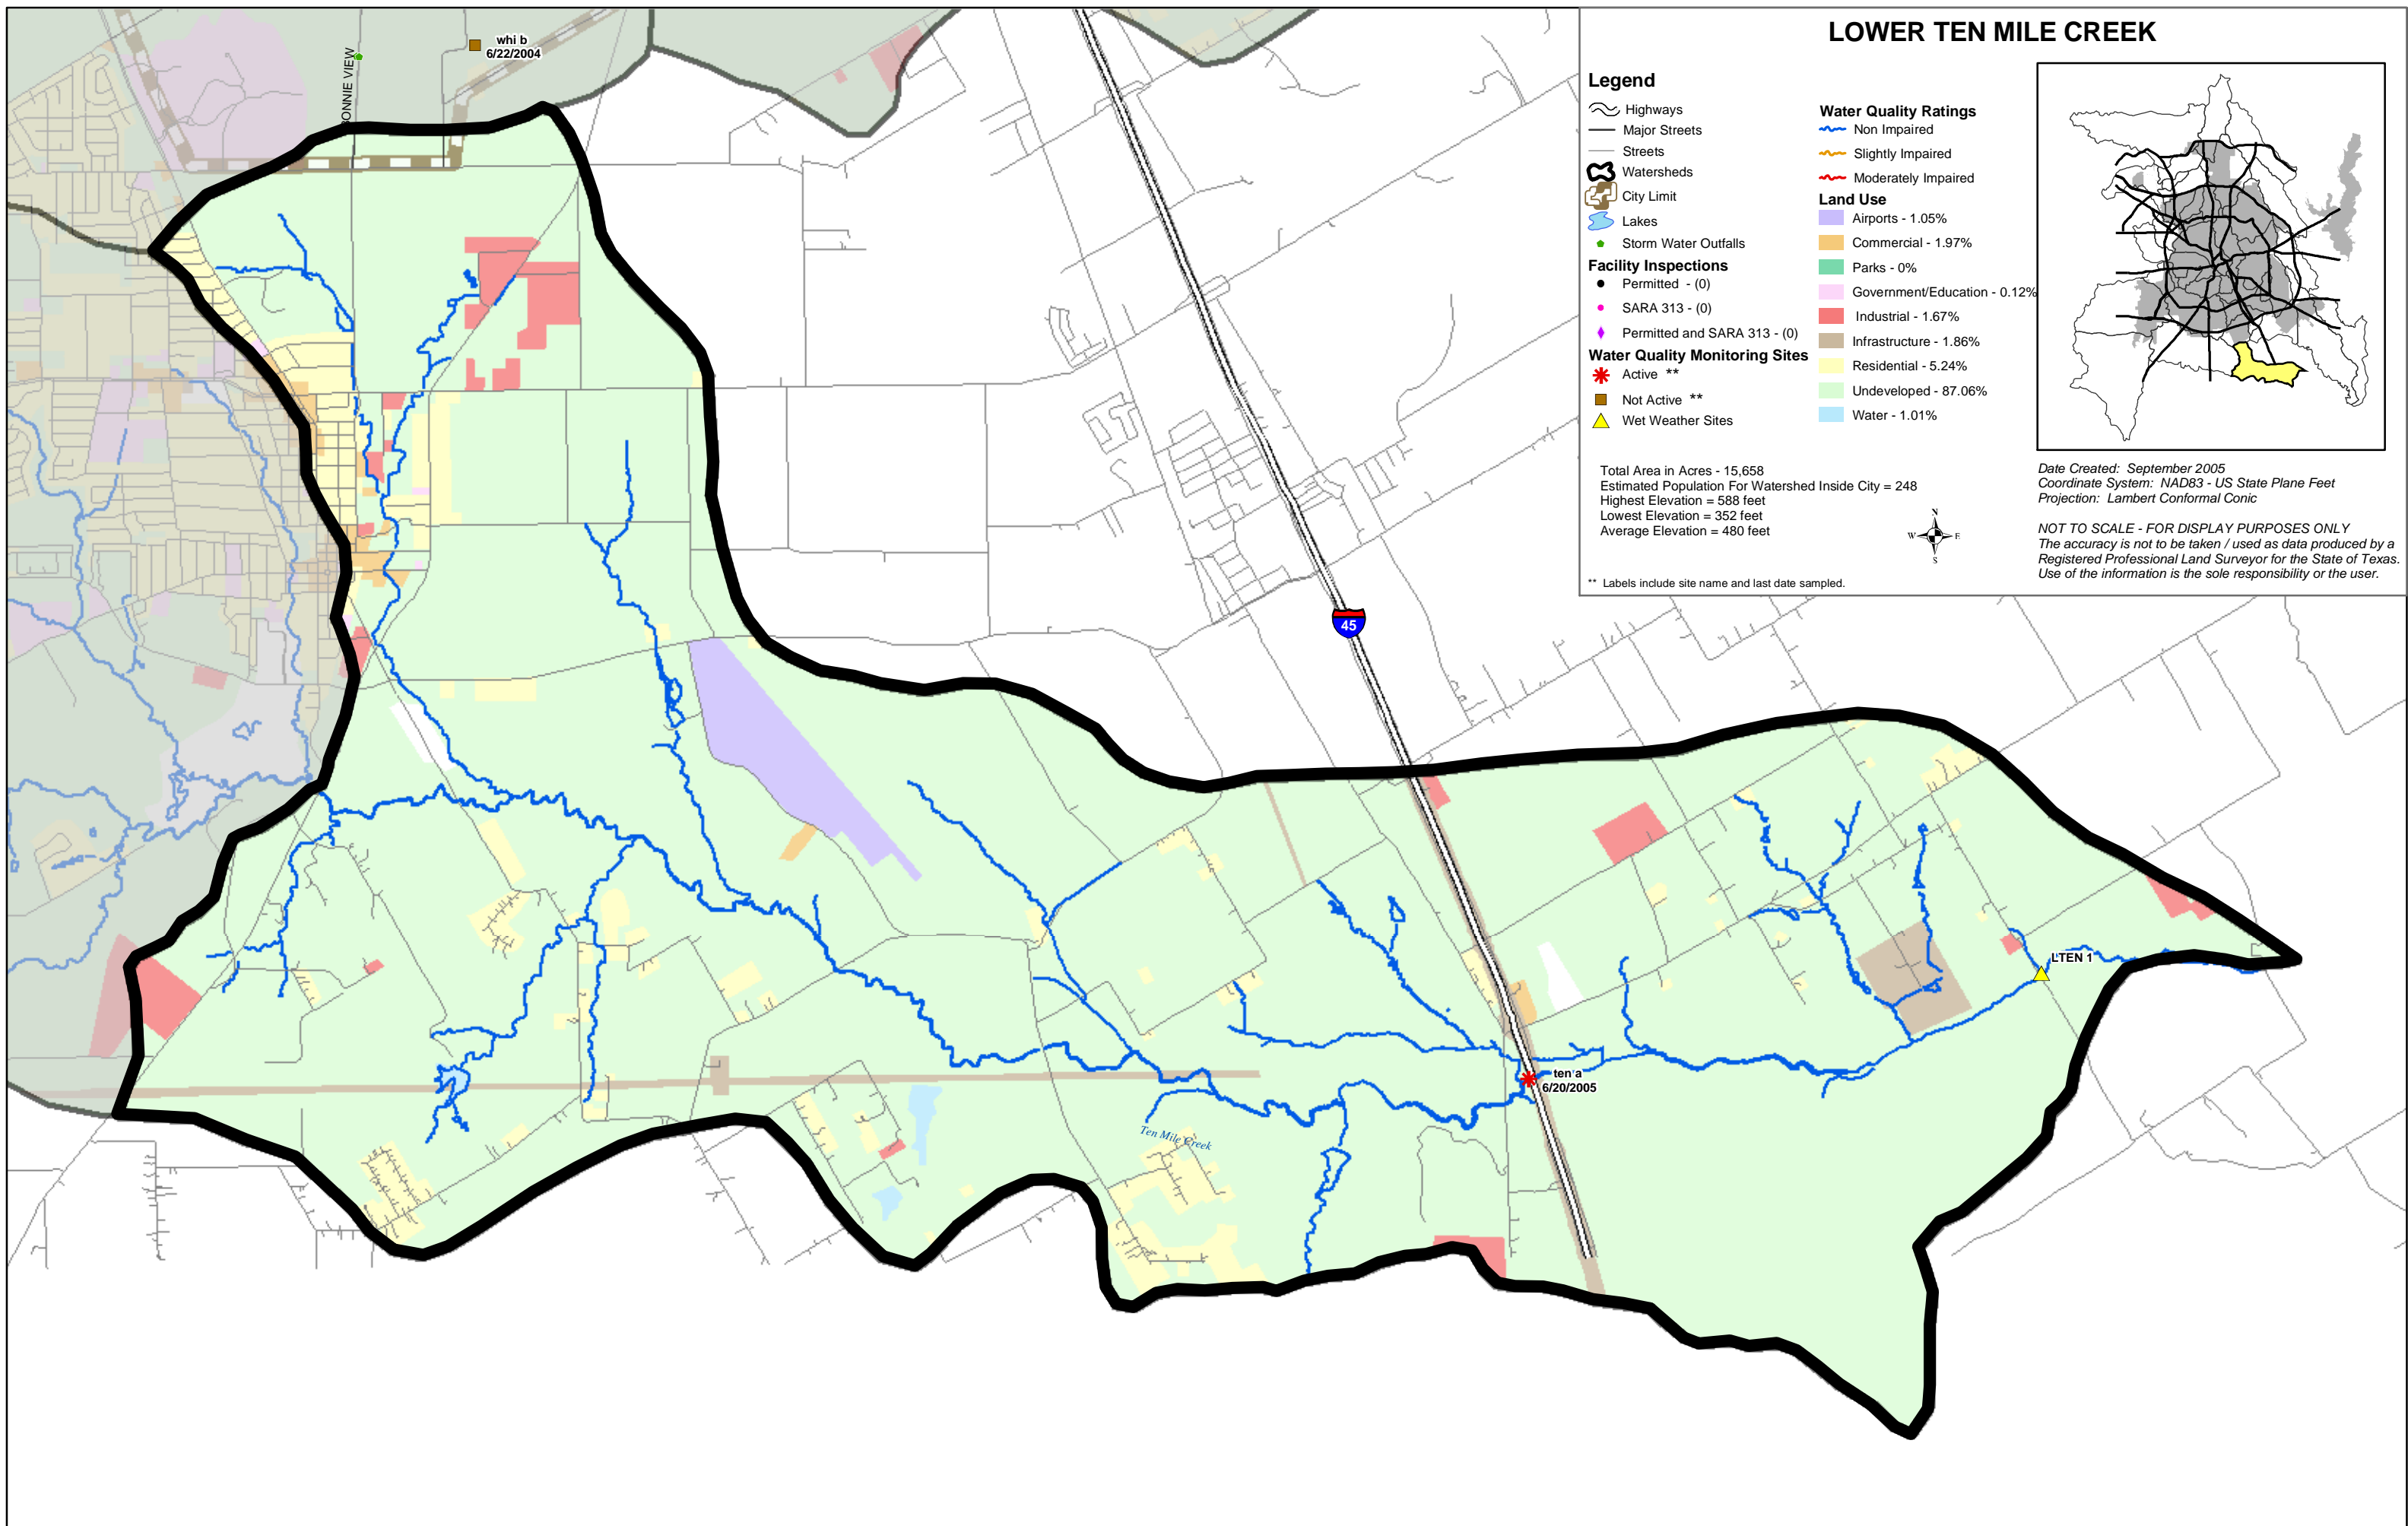 LOWER TEN MILE CREEK
Legend
Highways
Major Streets
Streets
Watersheds
City Limit
Lakes
Storm Water Outfalls
Facility Inspections
Permitted - (0)
SARA 313 - (0)
Permitted and SARA 313 - (0)
Water Quality Monitoring Sites
Active **
Not Active **
Wet Weather Sites
Water Quality Ratings
Non Impaired
Slightly Impaired
Moderately Impaired
Land Use
Airports - 1.05%
Commercial - 1.97%
Parks - 0%
Government/Education - 0.12%
Industrial - 1.67%
Infrastructure - 1.86%
Residential - 5.24%
Undeveloped - 87.06%
Water - 1.01%
Total Area in Acres - 15,658
Estimated Population For Watershed Inside City = 248
Highest Elevation = 588 feet
Lowest Elevation = 352 feet
Average Elevation = 480 feet
** Labels include site name and last date sampled.
N
W E
S
Date Created: September 2005
Coordinate System: NAD83 - US State Plane Feet
Projection: Lambert Conformal Conic
NOT TO SCALE - FOR DISPLAY PURPOSES ONLY
The accuracy is not to be taken / used as data produced by a
Registered Professional Land Surveyor for the State of Texas.
Use of the information is the sole responsibility or the user.
BONNIE VIEW
whi b
6/22/2004
45
LTEN 1
ten a
6/20/2005
Ten Mile Creek